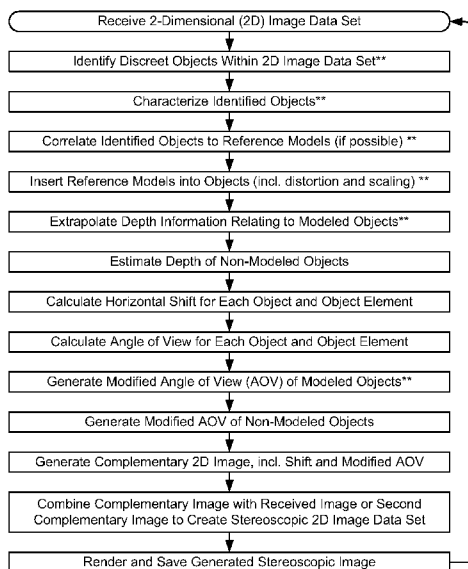 Receive 2-Dimensional (2D) Image Data Set
Identify Discreet Objects Within 2D Image Data Set**
Characterize Identified Objects**
Correlate Identified Objects to Reference Models (if possible) **
Insert Reference Models into Objects (incl. distortion and scaling) **
Extrapolate Depth Information Relating to Modeled Objects**
Estimate Depth of Non-Modeled Objects
Calculate Horizontal Shift for Each Object and Object Element
Calculate Angle of View for Each Object and Object Element
Generate Modified Angle of View (AOV) of Modeled Objects**
Generate Modified AOV of Non-Modeled Objects
Generate Complementary 2D Image, incl. Shift and Modified AOV
Combine Complementary Image with Received Image or Second
Complementary Image to Create Stereoscopic 2D Image Data Set
Render and Save Generated Stereoscopic Image